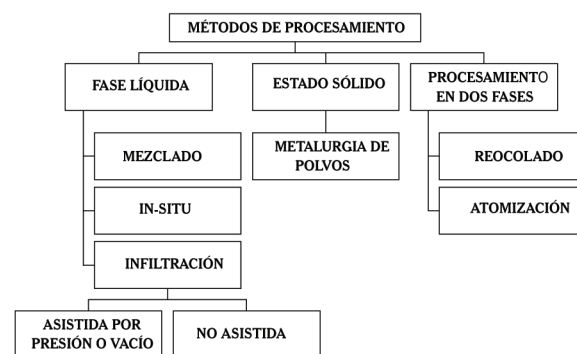 MÉTODOS DE PROCESAMIENTO
FASE LÍQUIDA
ESTADO SÓLIDO
PROCESAMIENTO
EN DOS FASES
MEZCLADO
METALURGIA DE
POLVOS
REOCOLADO
IN-SITU
ATOMIZACIÓN
INFILTRACIÓN
ASISTIDA POR
PRESIÓN O VACÍO
NO ASISTIDA